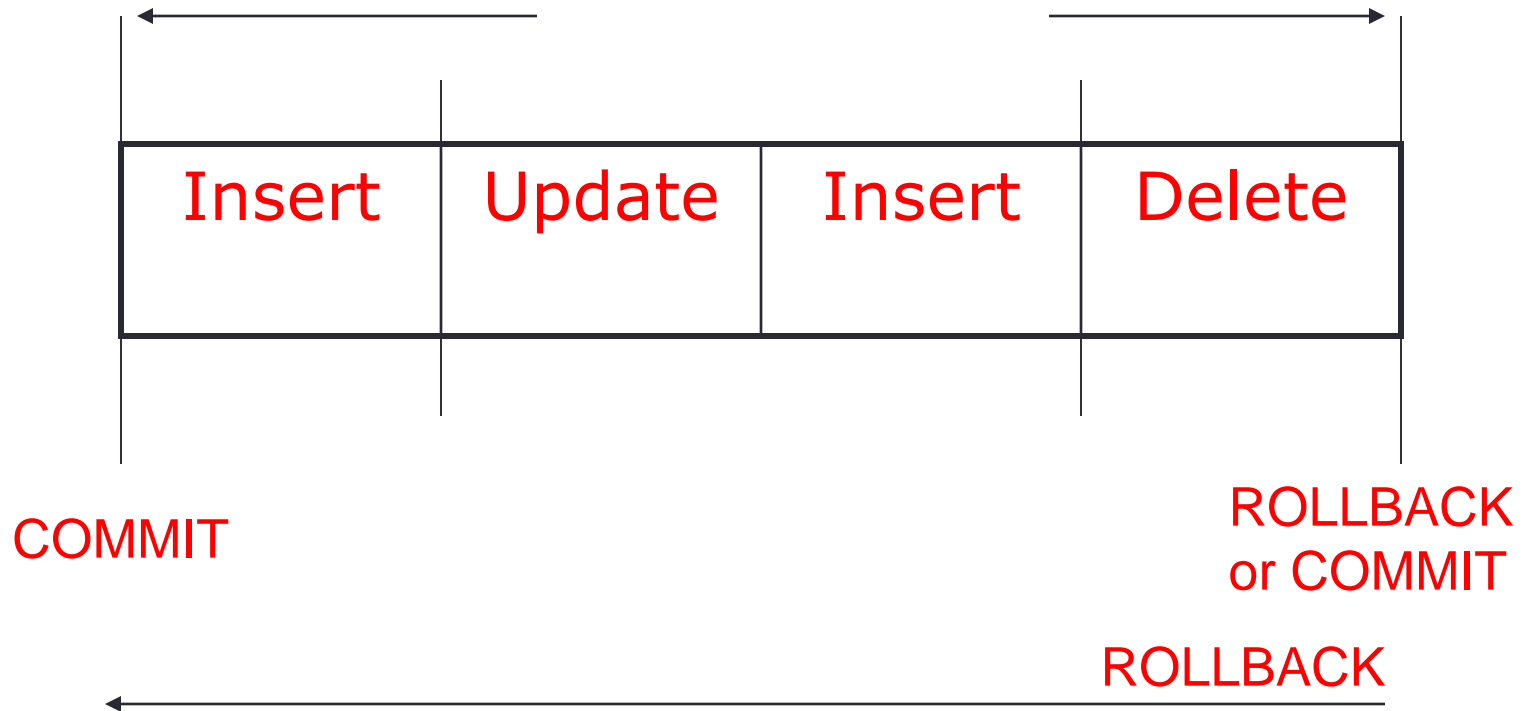 Insert Update Insert Delete
COMMIT
ROLLBACK
or COMMIT
ROLLBACK